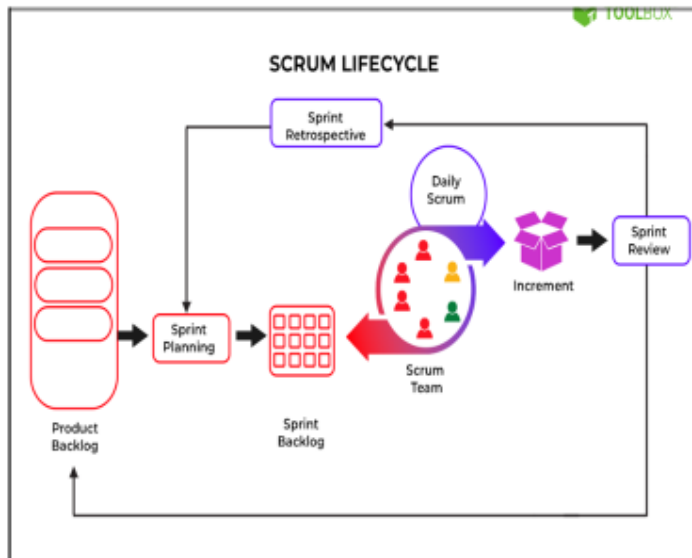 TOOLBOX
SCRUM LIFECYCLE
Sprint
Retrospective
Daily
Scrum
Sprint
Review
Increment
Sprint
Planning
Scrum
Team
Sprint
Backlog
Product
Backlog